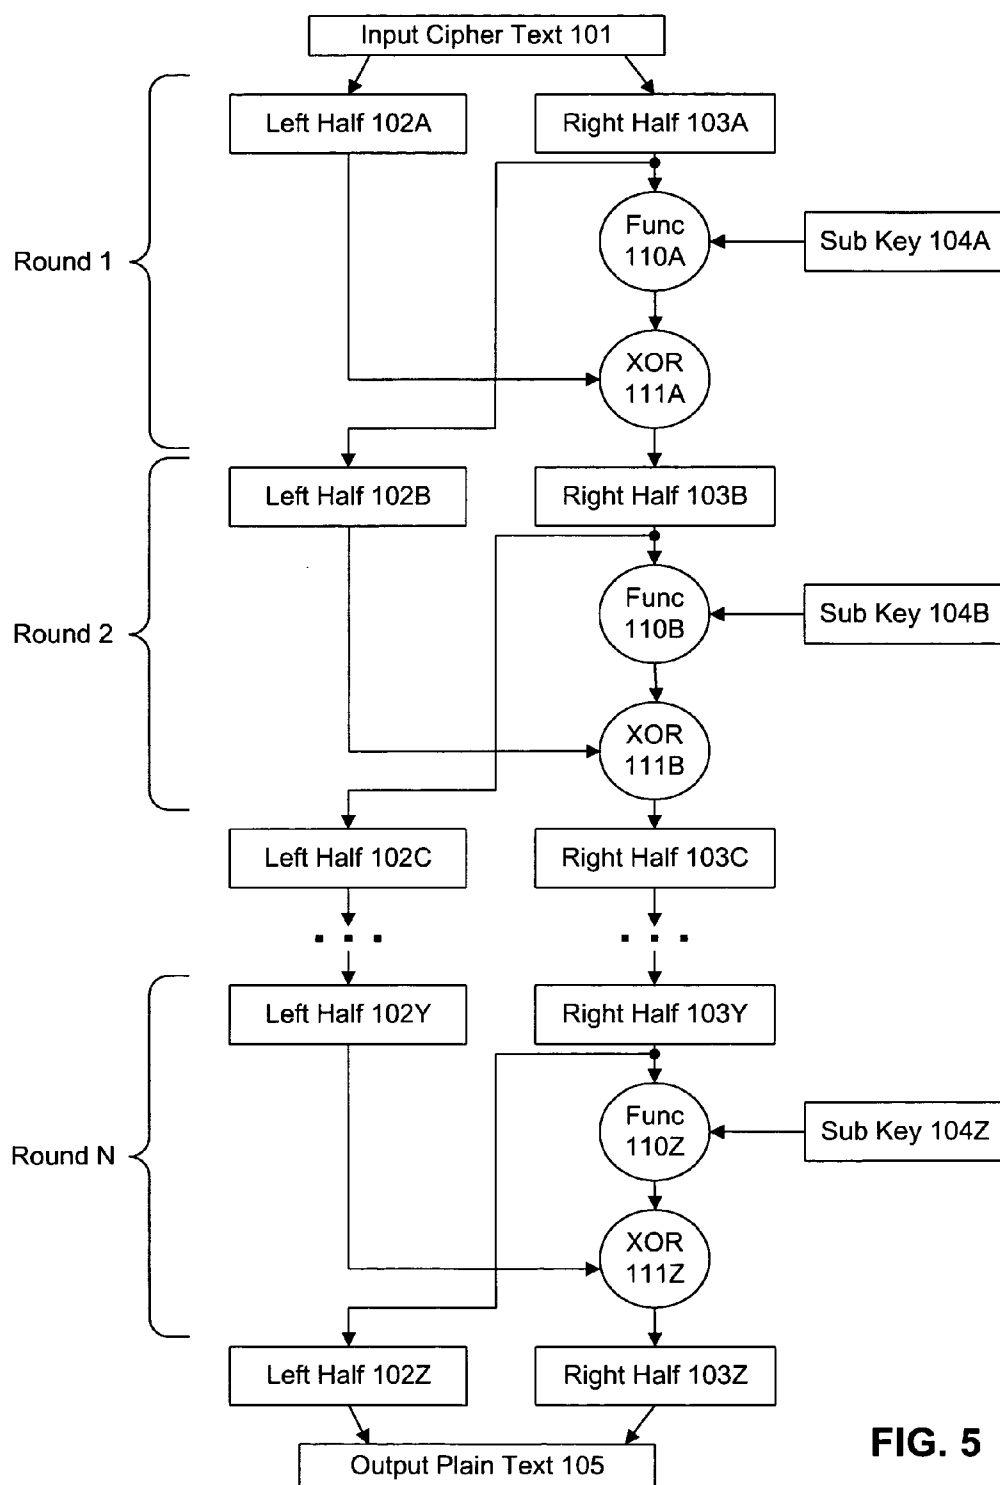 Input Cipher Text 101
Left Half 102A
Right Half 103A
Func
110A
Sub Key 104A
Round 1
XOR
111A
Left Half 102B
Right Half 103B
Func
110B
Sub Key 104B
Round 2
XOR
111B
Left Half 102C
Right Half 103C
. . .
. . .
Left Half 102Y
Right Half 103Y
Func
110Z
Sub Key 104Z
Round N
XOR
111Z
Left Half 102Z
Right Half 103Z
Output Plain Text 105
FIG. 5